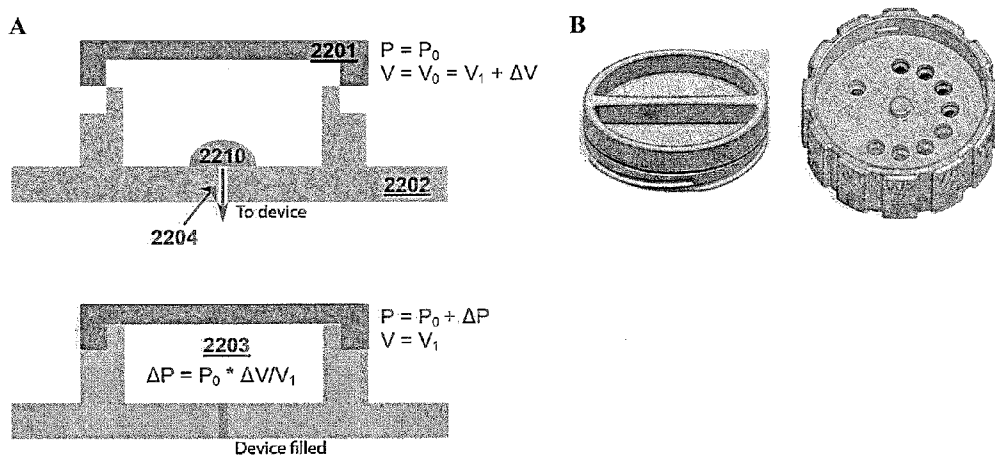 A
2201
P = P₀
V = V₀ = V₁ + ΔV
2210
2202
2204
To device
P = P₀ + ΔP
V = V₁
2203
ΔP = P₀ * ΔV/V₁
Device filled
B